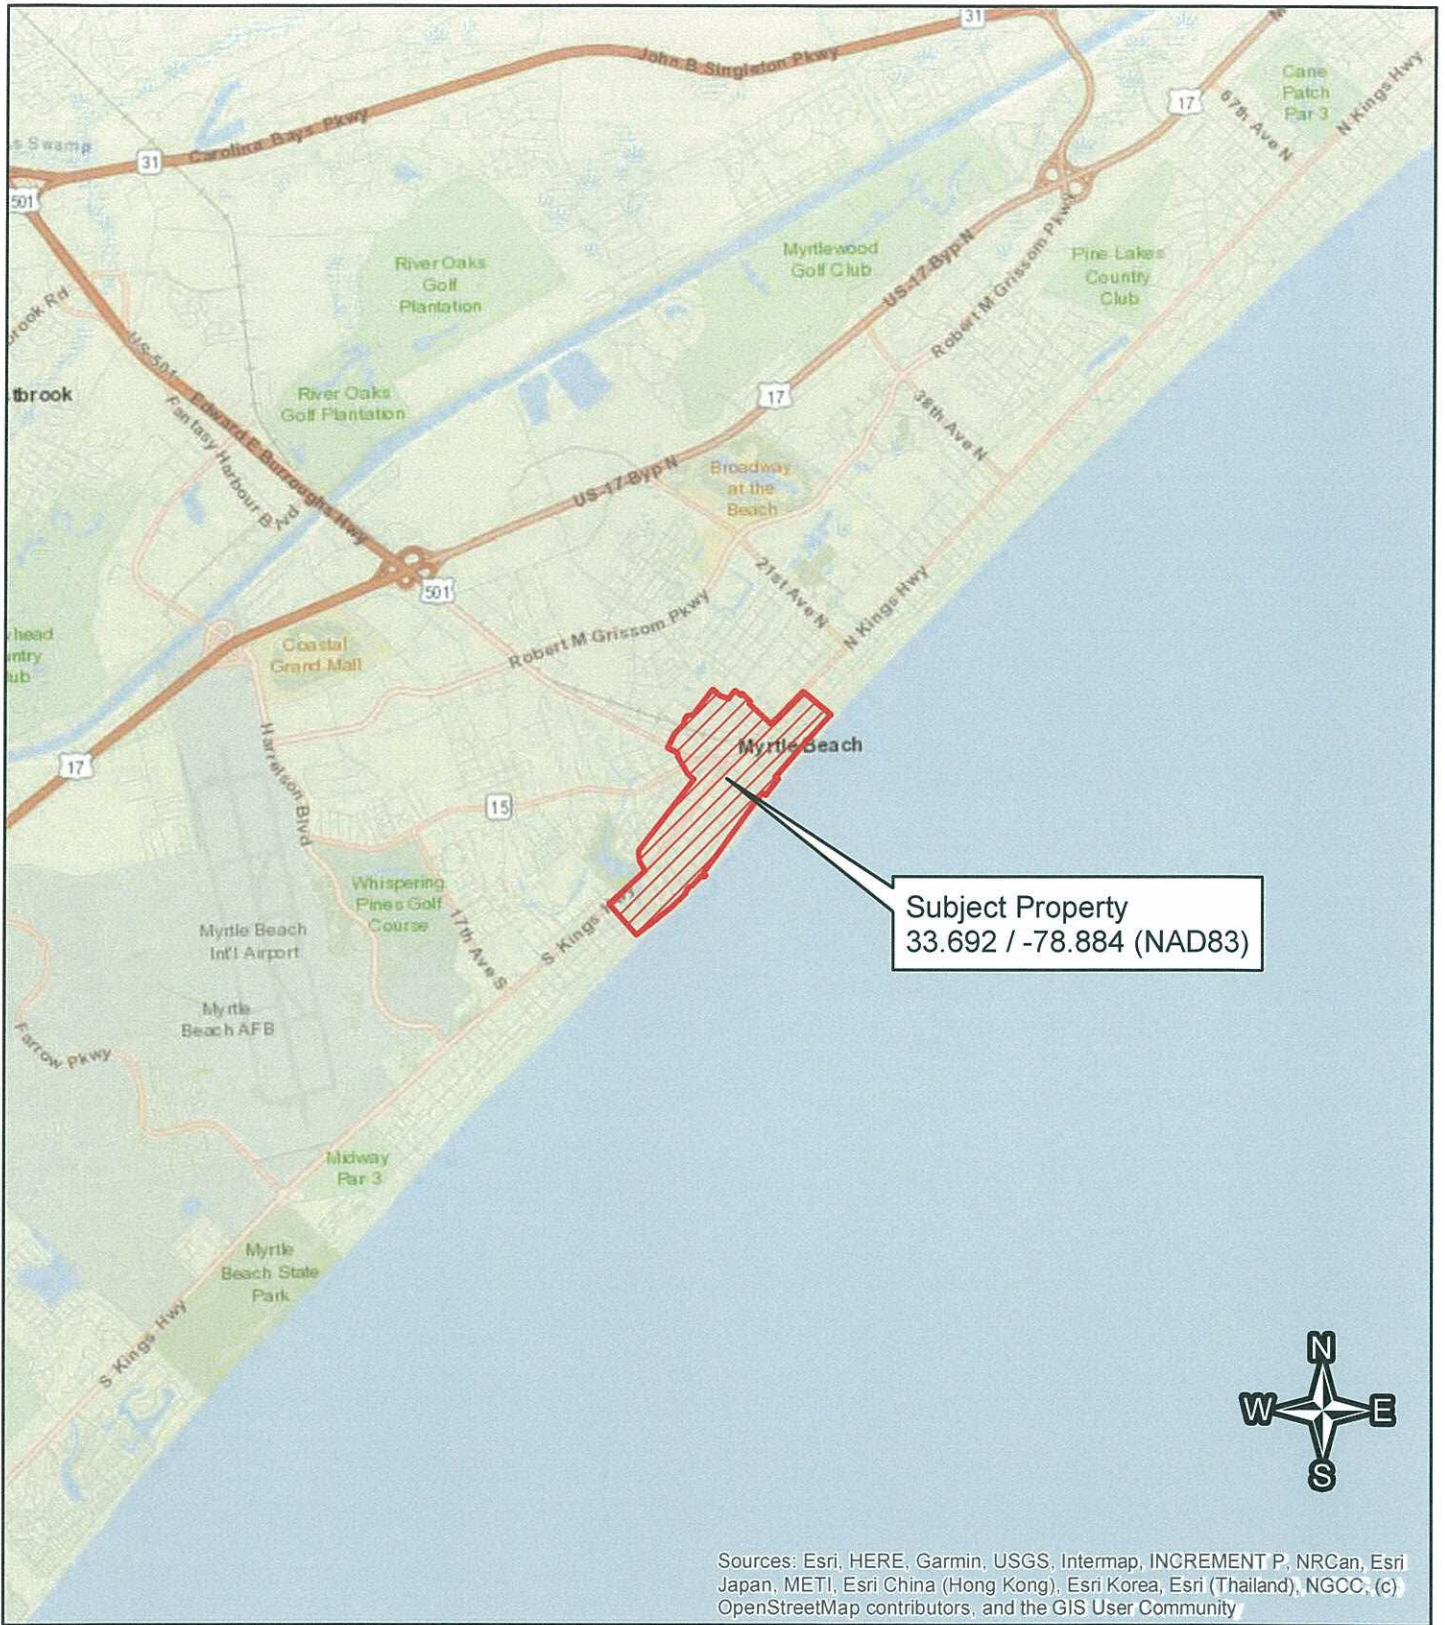 31
John B Singleton Pkwy
Cane
Patch
Par 3
17
67th Ave N
N Kings Hwy
Carolina Bays Pkwy
31
s Swamp
501
River Oaks
Golf
Plantation
Myrtlewood
Golf Club
Pine Lakes
Country
Club
US-17-Byp N
Robert M Grissom Pkwy
brook Rd
US-501
Edward E Burroughs Hwy
tbrook
River Oaks
Golf Plantation
Fantasy Harbour Blvd
17
38th Ave N
Broadway
at the
Beach
US-17-Byp N
501
21st Ave N
N Kings Hwy
Robert M Grissom Pkwy
head
ntry
ub
Coastal
Grand Mall
Myrtle Beach
17
Harrelson Blvd
15
Subject Property
33.692 / -78.884 (NAD83)
Whispering
Pines Golf
Course
17th Ave S
S Kings Hwy
Myrtle Beach
Int'l Airport
Myrtle
Beach AFB
Farrow Pkwy
Midway
Par 3
Myrtle
Beach State
Park
S Kings Hwy
N
W
E
S
Sources: Esri, HERE, Garmin, USGS, Intermap, INCREMENT P, NRCan, Esri
Japan, METI, Esri China (Hong Kong), Esri Korea, Esri (Thailand), NGCC, (c)
OpenStreetMap contributors, and the GIS User Community